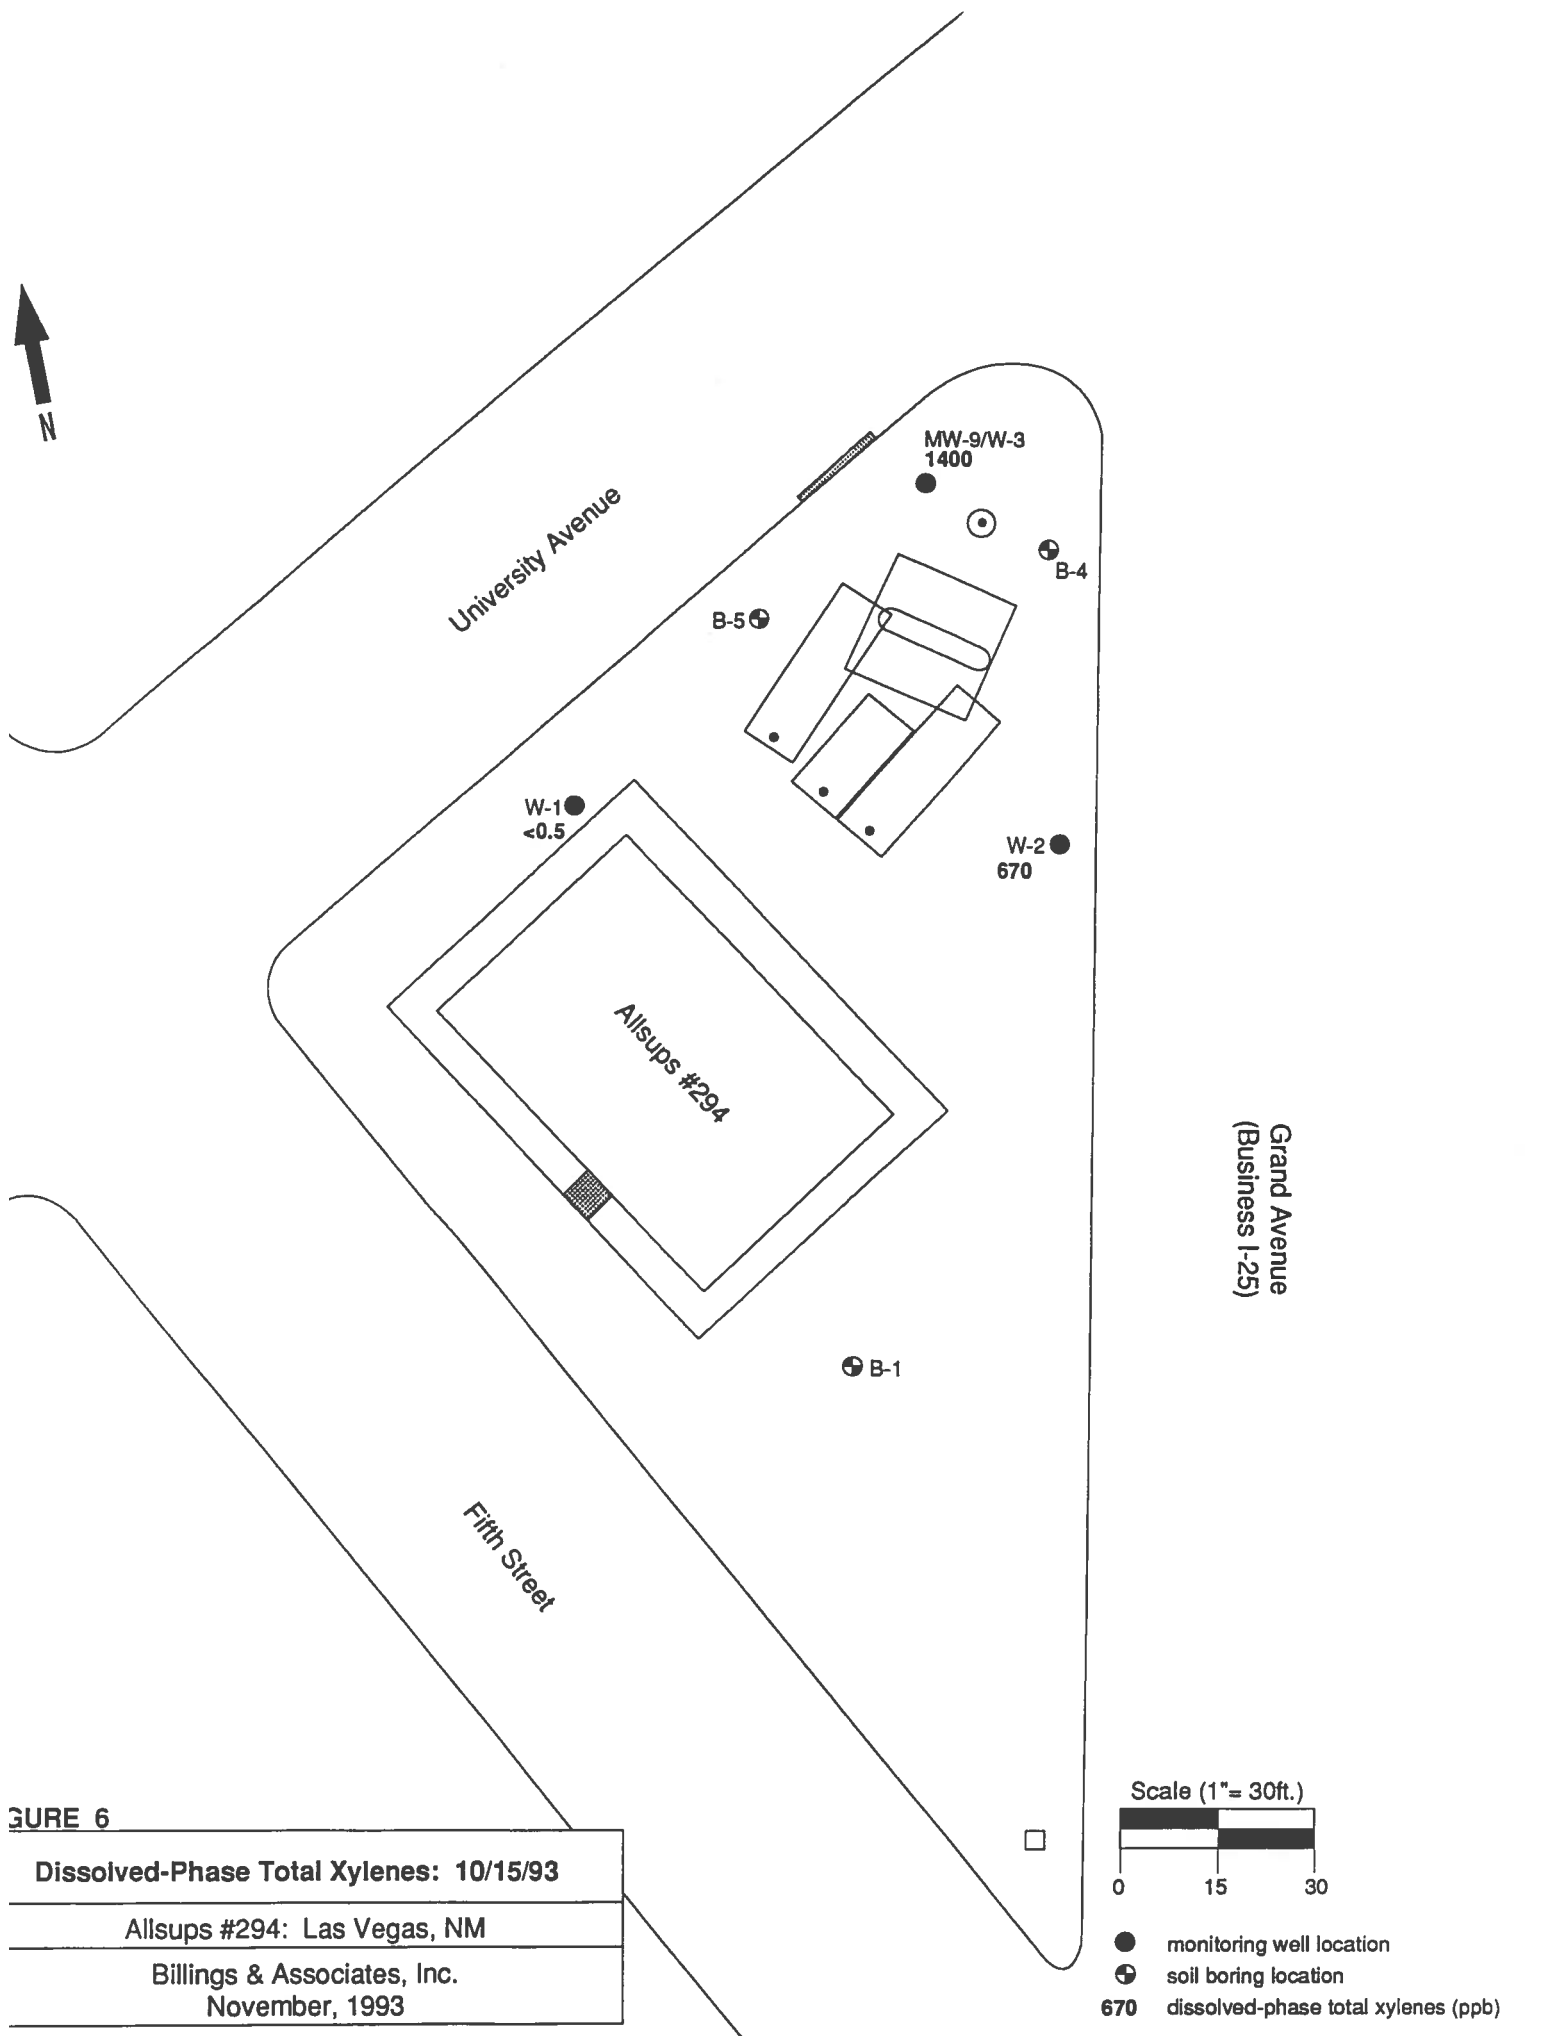 N
University Avenue
MW-9/W-3
1400
B-4
B-5
W-1
<0.5
W-2
670
Allsups #294
Grand Avenue
(Business I-25)
B-1
Fifth Street
Scale (1"= 30ft.)
0 15 30
monitoring well location
soil boring location
670 dissolved-phase total xylenes (ppb)
GURE 6
Dissolved-Phase Total Xylenes: 10/15/93
Allsups #294: Las Vegas, NM
Billings & Associates, Inc.
November, 1993